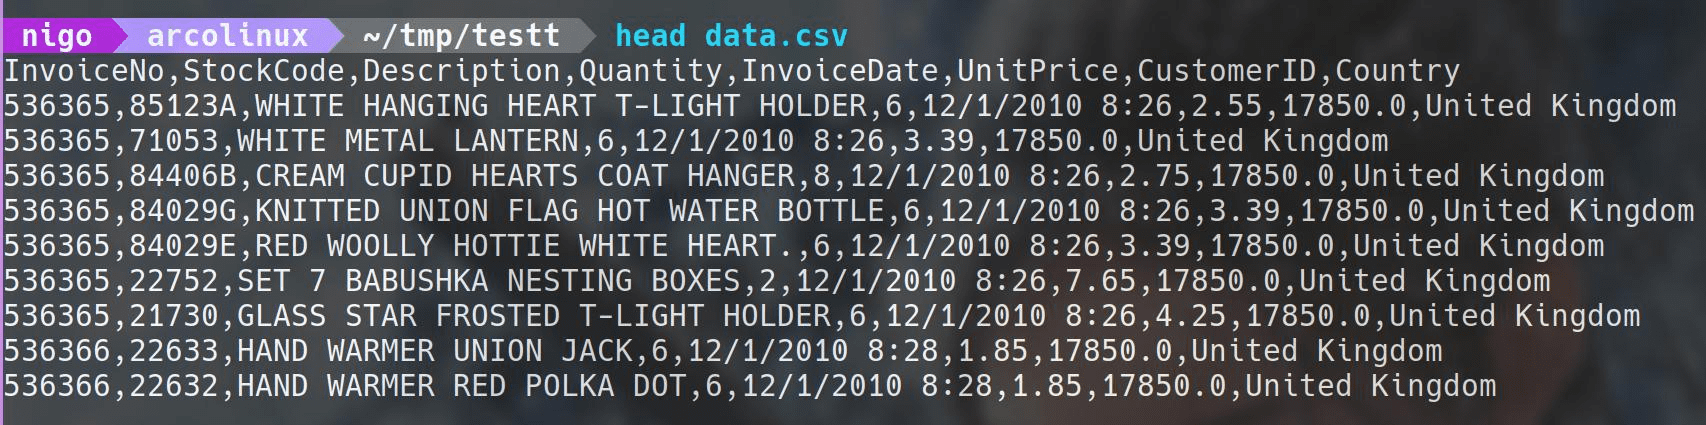 nigo arcolinux ~/tmp/testt head data.csv
InvoiceNo,StockCode,Description,Quantity,InvoiceDate,UnitPrice,CustomerID,Country
536365,85123A,WHITE HANGING HEART T-LIGHT HOLDER,6,12/1/2010 8:26,2.55,17850.0,United Kingdom
536365,71053,WHITE METAL LANTERN,6,12/1/2010 8:26,3.39,17850.0,United Kingdom
536365,84406B,CREAM CUPID HEARTS COAT HANGER,8,12/1/2010 8:26,2.75,17850.0,United Kingdom
536365,84029G,KNITTED UNION FLAG HOT WATER BOTTLE,6,12/1/2010 8:26,3.39,17850.0,United Kingdom
536365,84029E,RED WOOLLY HOTTIE WHITE HEART.,6,12/1/2010 8:26,3.39,17850.0,United Kingdom
536365,22752,SET 7 BABUSHKA NESTING BOXES,2,12/1/2010 8:26,7.65,17850.0,United Kingdom
536365,21730,GLASS STAR FROSTED T-LIGHT HOLDER,6,12/1/2010 8:26,4.25,17850.0,United Kingdom
536366,22633,HAND WARMER UNION JACK,6,12/1/2010 8:28,1.85,17850.0,United Kingdom
536366,22632,HAND WARMER RED POLKA DOT,6,12/1/2010 8:28,1.85,17850.0,United Kingdom